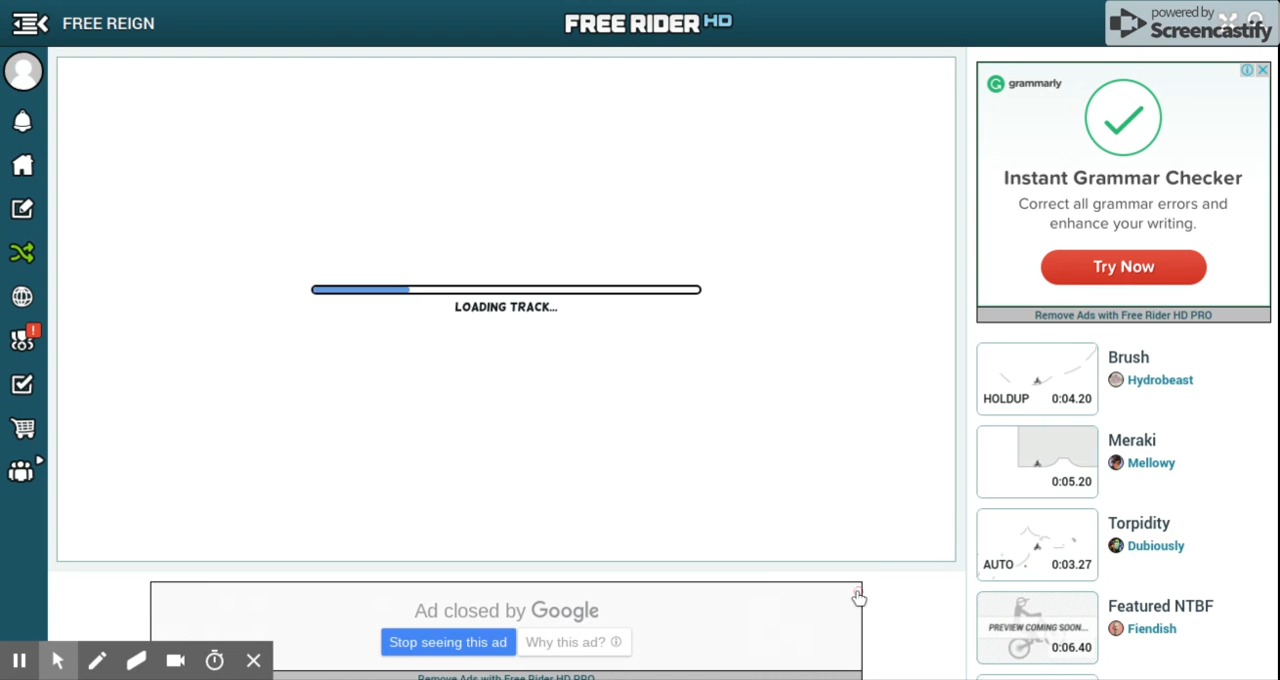 FREE REIGN
FREE RIDER HD
powered by
Screencastify
grammarly
Instant Grammar Checker
Correct all grammar errors and
enhance your writing.
Try Now
Remove Ads with Free Rider HD PRO
LOADING TRACK...
Brush
Hydrobeast
HOLDUP 0:04.20
Meraki
Mellowy
0:05.20
Torpidity
Dubiously
AUTO 0:03.27
Featured NTBF
Fiendish
PREVIEW COMING SOON...
0:06.40
Ad closed by Google
Stop seeing this ad
Why this ad?
Remove Ads with Free Rider HD PRO